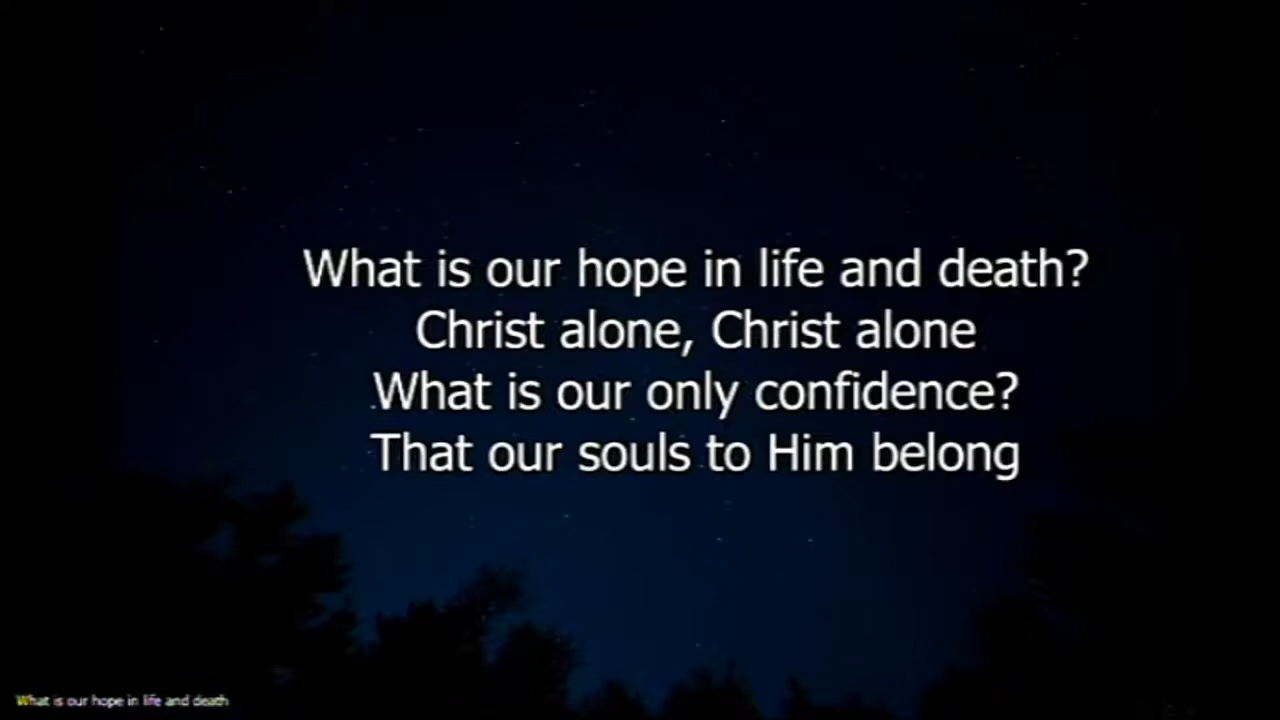 What is our hope in life and death?
Christ alone, Christ alone
What is our only confidence?
That our souls to Him belong
What is our hope in life and death